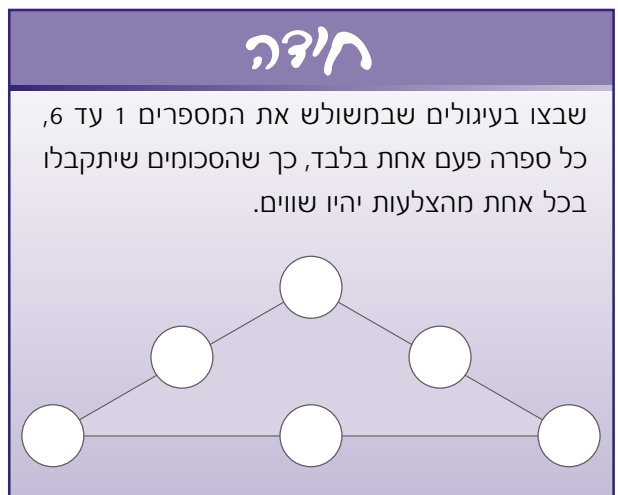 חידה
שבצו בעיגולים שבמשולש את המספרים 1 עד 6,
כל ספרה פעם אחת בלבד, כך שהסכומים שיתקבלו
בכל אחת מהצלעות יהיו שווים.